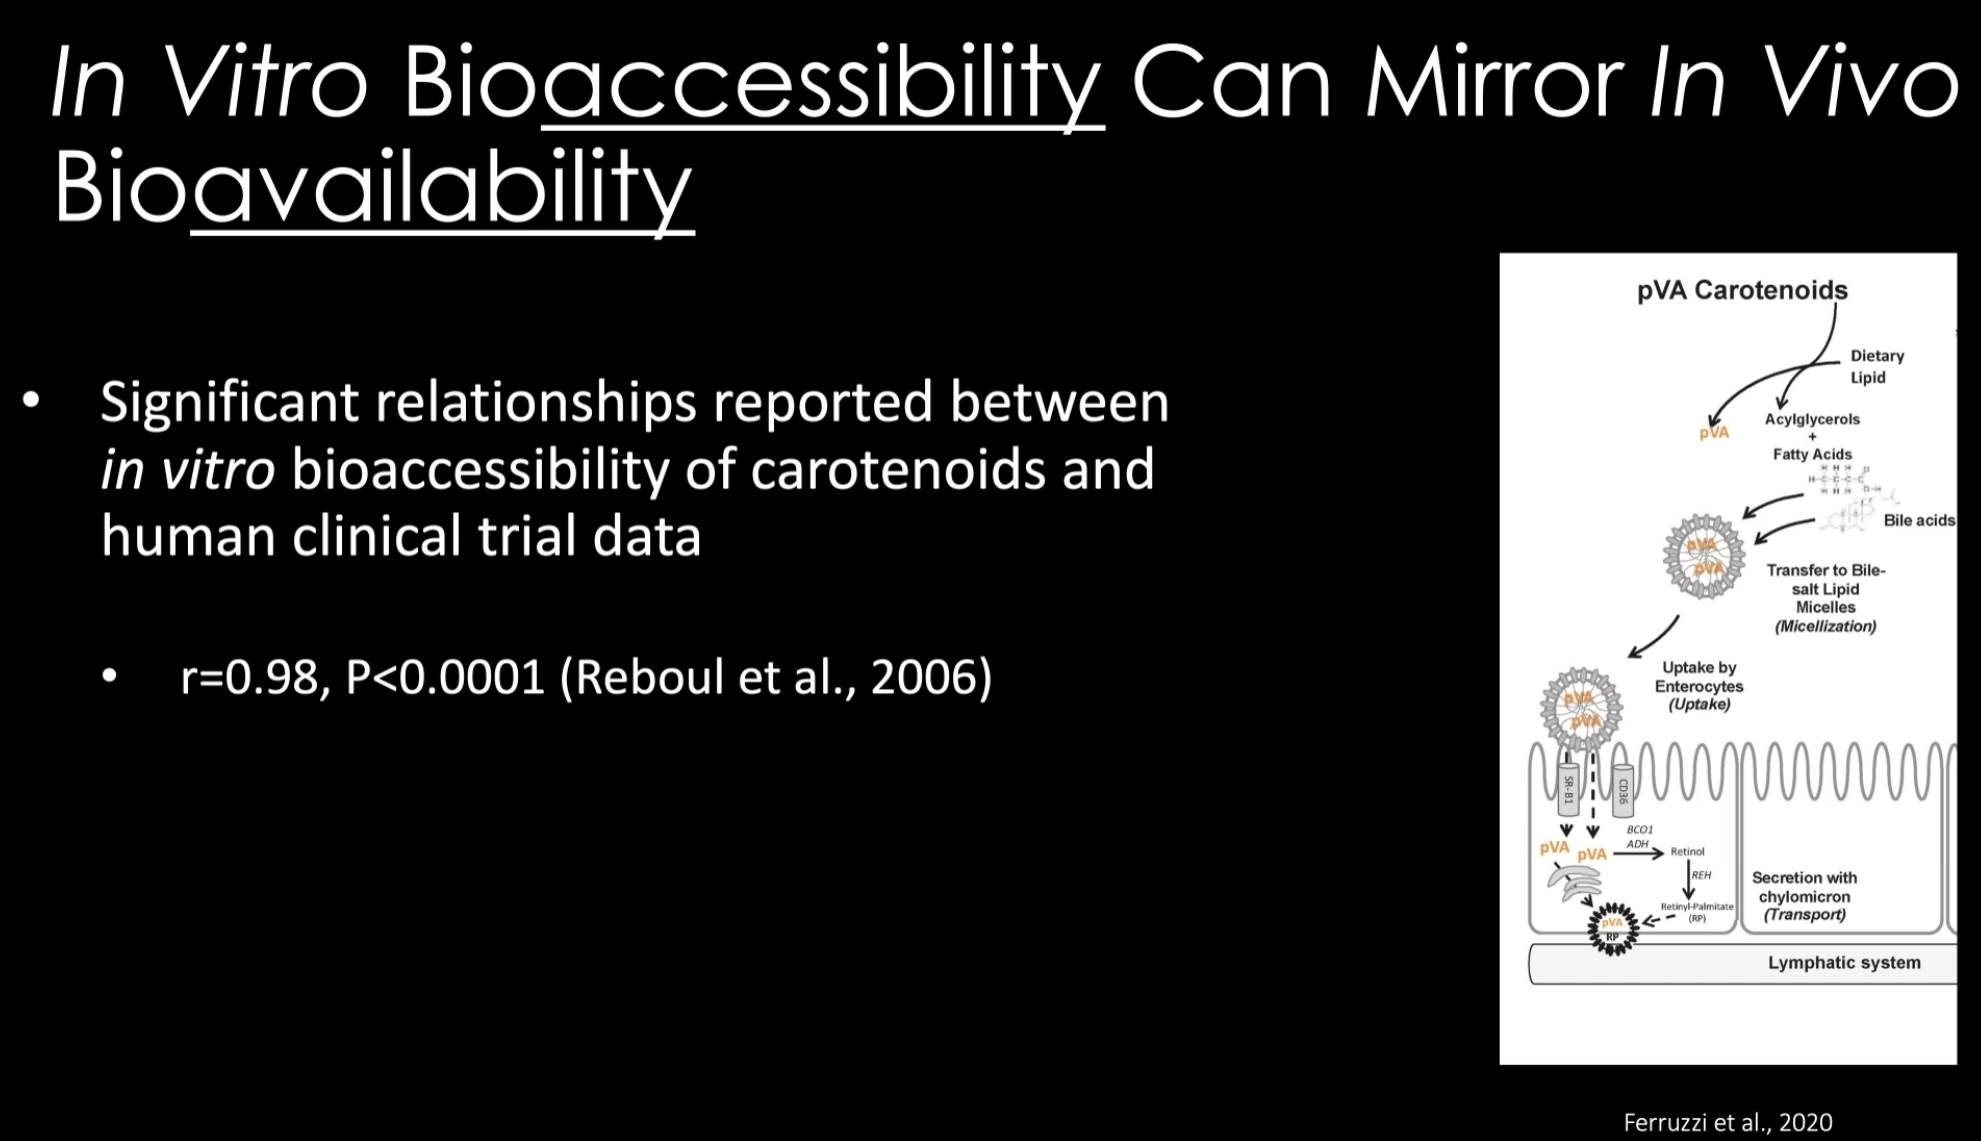 In Vitro Bioaccessibility Can Mirror In Vivo
Bioavailability
• Significant relationships reported between
in vitro bioaccessibility of carotenoids and
human clinical trial data
• r=0.98, P<0.0001 (Reboul et al., 2006)
pVA Carotenoids
Dietary
Lipid
pVA
Acylglycerols
+
Fatty Acids
Bile acids
pVA
pVA
Transfer to Bile-
salt Lipid
Micelles
(Micellization)
Uptake by
Enterocytes
(Uptake)
pVA
pVA
SR-B1
CD36
pVA
pVA
BCO1
ADH
Retinol
REH
Retinyl-Palmitate
(RP)
pVA
RP
Secretion with
chylomicron
(Transport)
Lymphatic system
Ferruzzi et al., 2020